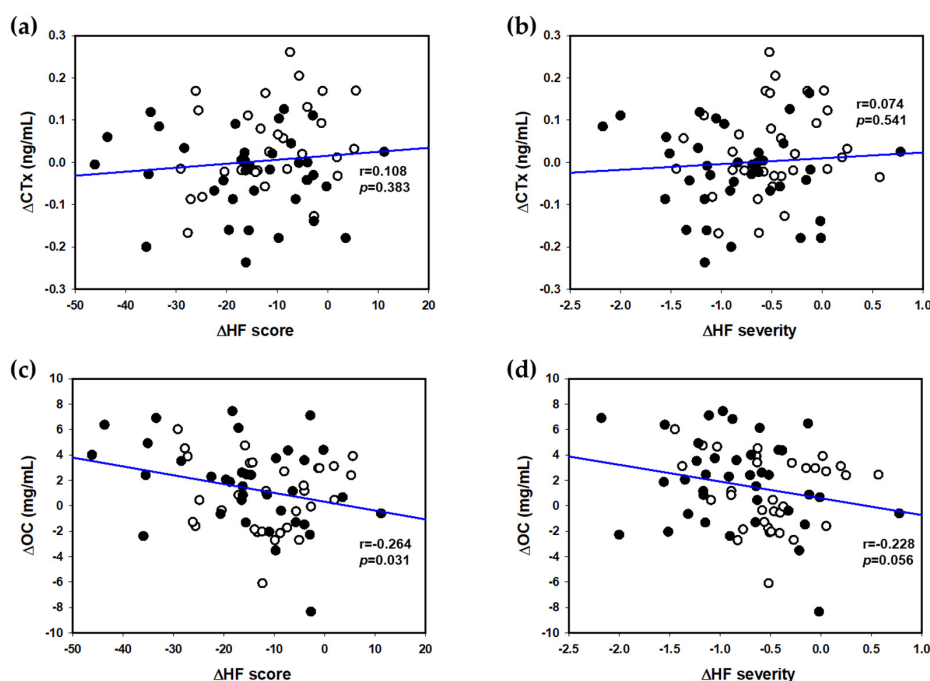 (a)
ΔCTx (ng/mL)
0.3
0.2
0.1
0.0
-0.1
-0.2
-0.3
r=0.108
p=0.383
-50 -40 -30 -20 -10 0 10 20
ΔHF score
(b)
ΔCTx (ng/mL)
0.3
0.2
0.1
0.0
-0.1
-0.2
-0.3
r=0.074
p=0.541
-2.5 -2.0 -1.5 -1.0 -0.5 0.0 0.5 1.0
ΔHF severity
(c)
ΔOC (mg/mL)
10
8
6
4
2
0
-2
-4
-6
-8
-10
r=-0.264
p=0.031
-50 -40 -30 -20 -10 0 10 20
ΔHF score
(d)
ΔOC (mg/mL)
10
8
6
4
2
0
-2
-4
-6
-8
-10
r=-0.228
p=0.056
-2.5 -2.0 -1.5 -1.0 -0.5 0.0 0.5 1.0
ΔHF severity